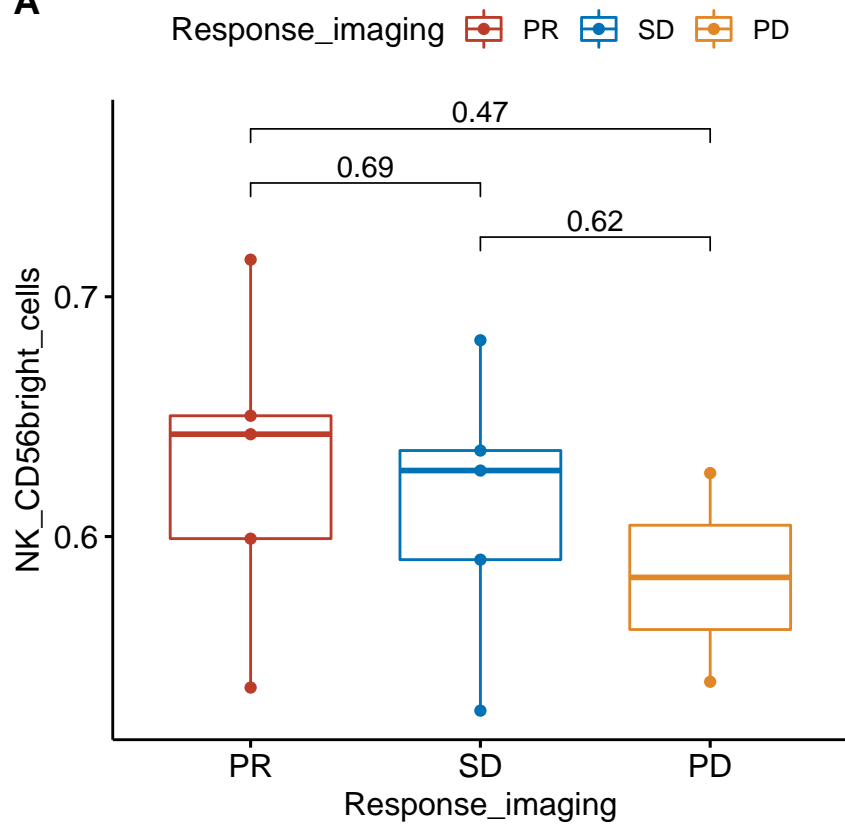 A
Response_imaging PR SD PD
0.47
0.69
0.62
NK_CD56bright_cells
0.7
0.6
PR SD PD
Response_imaging